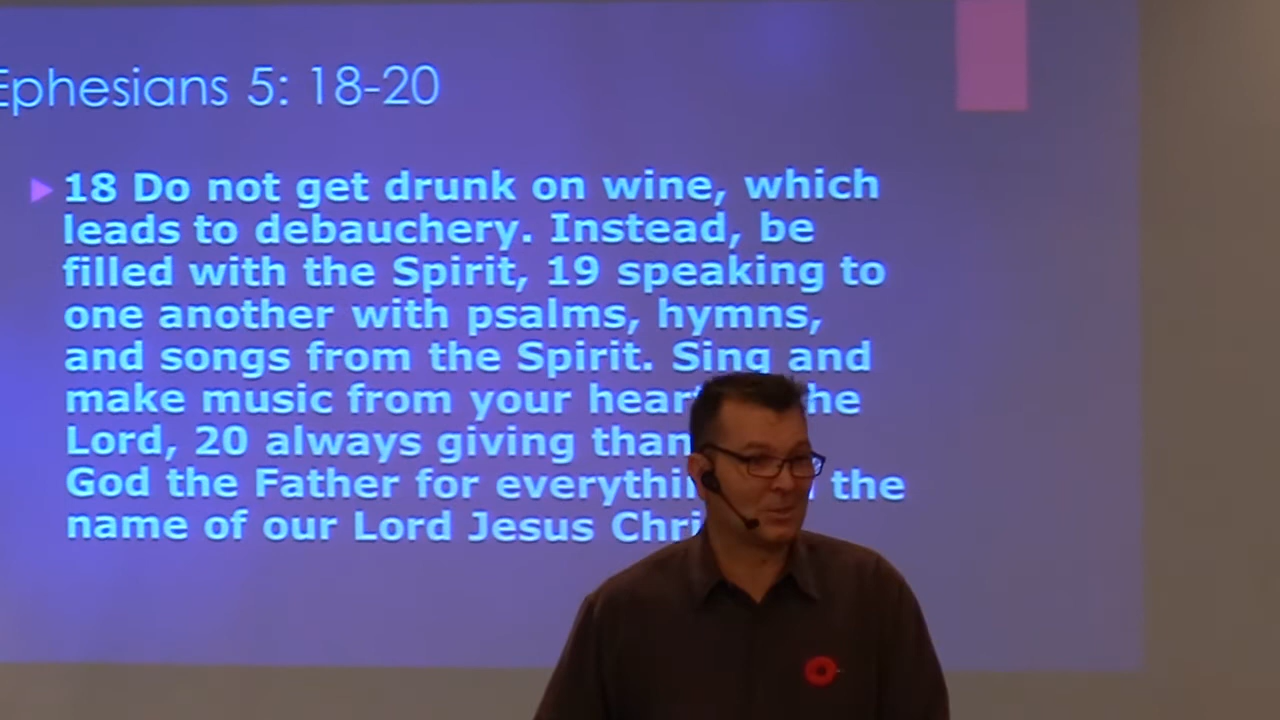 Ephesians 5: 18-20
18 Do not get drunk on wine, which
leads to debauchery. Instead, be
filled with the Spirit, 19 speaking to
one another with psalms, hymns,
and songs from the Spirit. Sing and
make music from your heart the
Lord, 20 always giving than
God the Father for everythi the
name of our Lord Jesus Chri